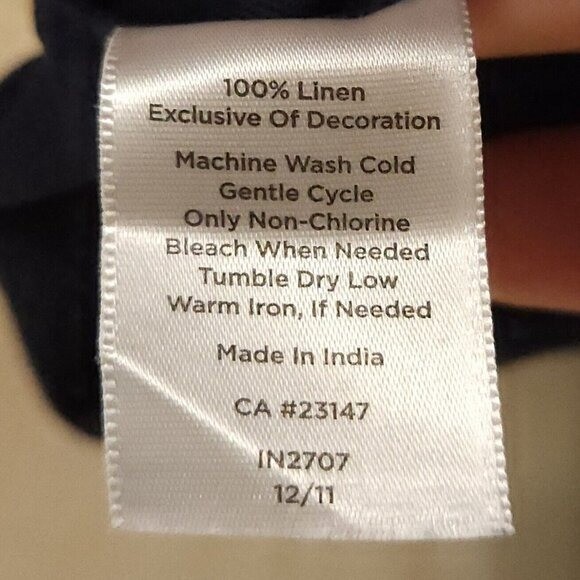 100% Linen
Exclusive Of Decoration
Machine Wash Cold
Gentle Cycle
Only Non-Chlorine
Bleach When Needed
Tumble Dry Low
Warm Iron, If Needed
Made In India
CA #23147
IN2707
12/11